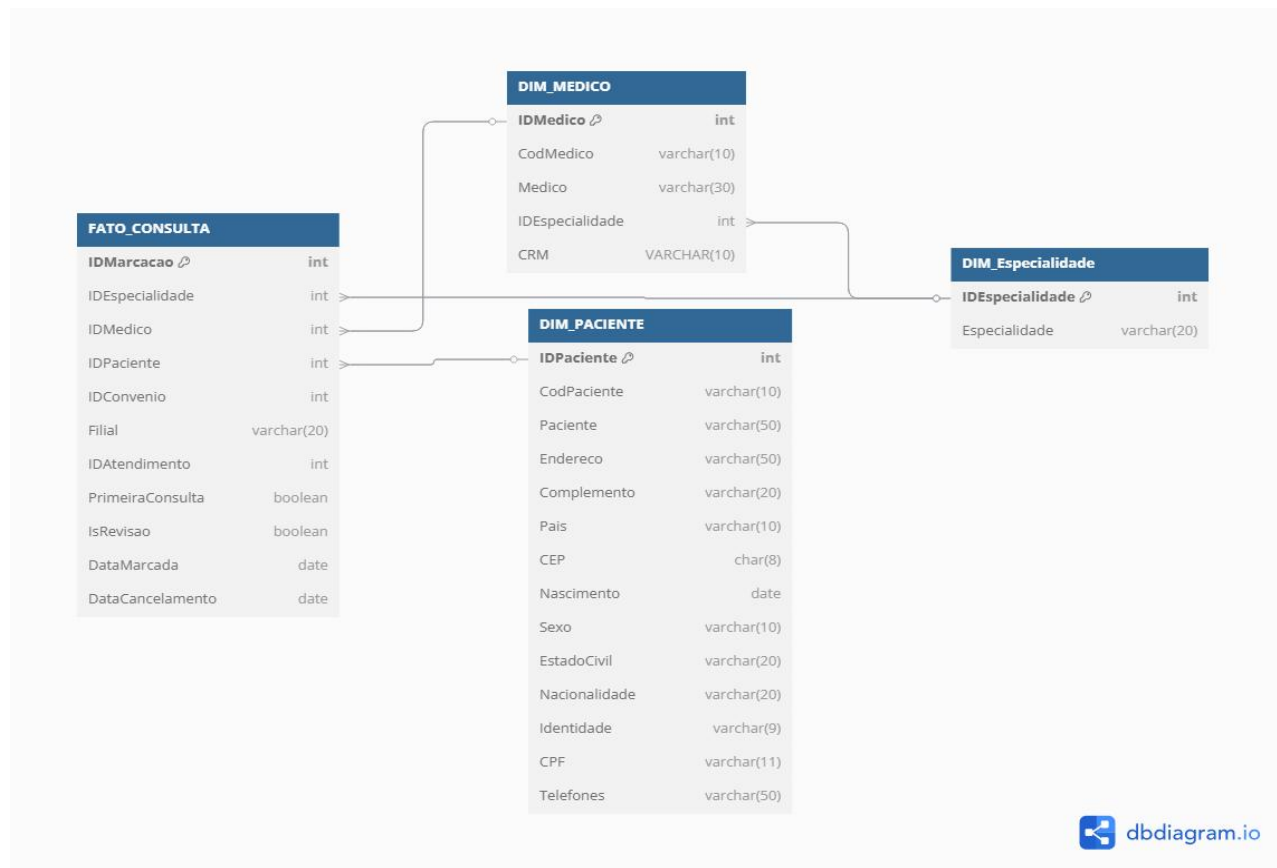 DIM_MEDICO
IDMedico int
CodMedico varchar(10)
Medico varchar(30)
IDEspecialidade int
CRM VARCHAR(10)
FATO_CONSULTA
IDMarcacao int
IDEspecialidade int
IDMedico int
IDPaciente int
IDConvenio int
Filial varchar(20)
IDAtendimento int
PrimeiraConsulta boolean
IsRevisao boolean
DataMarcada date
DataCancelamento date
DIM_Especialidade
IDEspecialidade int
Especialidade varchar(20)
DIM_PACIENTE
IDPaciente int
CodPaciente varchar(10)
Paciente varchar(50)
Endereco varchar(50)
Complemento varchar(20)
Pais varchar(10)
CEP char(8)
Nascimento date
Sexo varchar(10)
EstadoCivil varchar(20)
Nacionalidade varchar(20)
Identidade varchar(9)
CPF varchar(11)
Telefones varchar(50)
dbdiagram.io